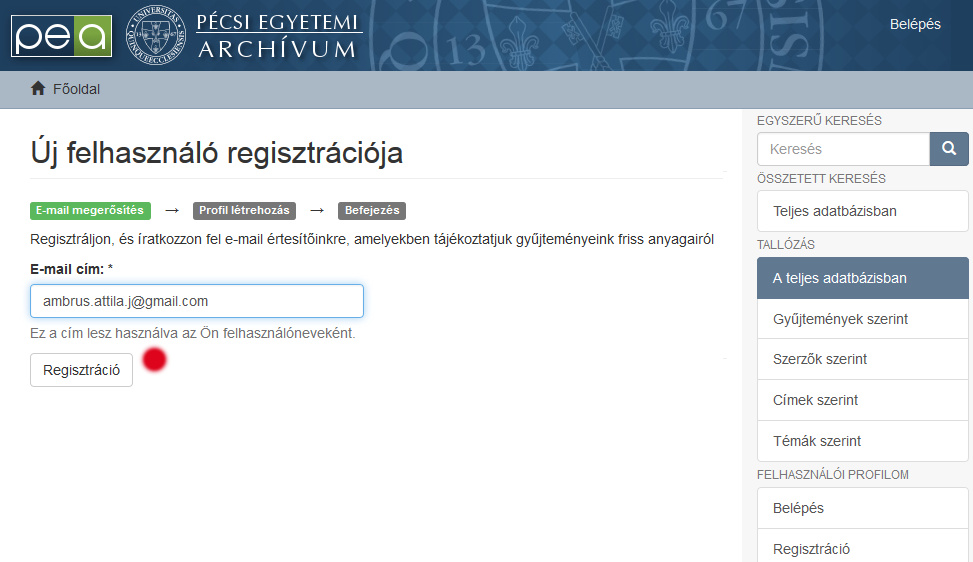 pea
UNIVERSITAS
QUINQUEECCLESIENSIS
PÉCSI EGYETEMI
ARCHÍVUM
Belépés
Főoldal
Új felhasználó regisztrációja
E-mail megerősítés → Profil létrehozás → Befejezés
Regisztráljon, és íratkozzon fel e-mail értesítőinkre, amelyekben tájékoztatjuk gyűjteményeink friss anyagairól
E-mail cím: *
ambrus.attila.j@gmail.com
Ez a cím lesz használva az Ön felhasználóneveként.
Regisztráció
EGYSZERŰ KERESÉS
Keresés
ÖSSZETETT KERESÉS
Teljes adatbázisban
TALLÓZÁS
A teljes adatbázisban
Gyűjtemények szerint
Szerzők szerint
Címek szerint
Témák szerint
FELHASZNÁLÓI PROFILOM
Belépés
Regisztráció